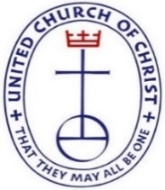 UNITED CHURCH OF CHRIST
THAT THEY MAY ALL BE ONE